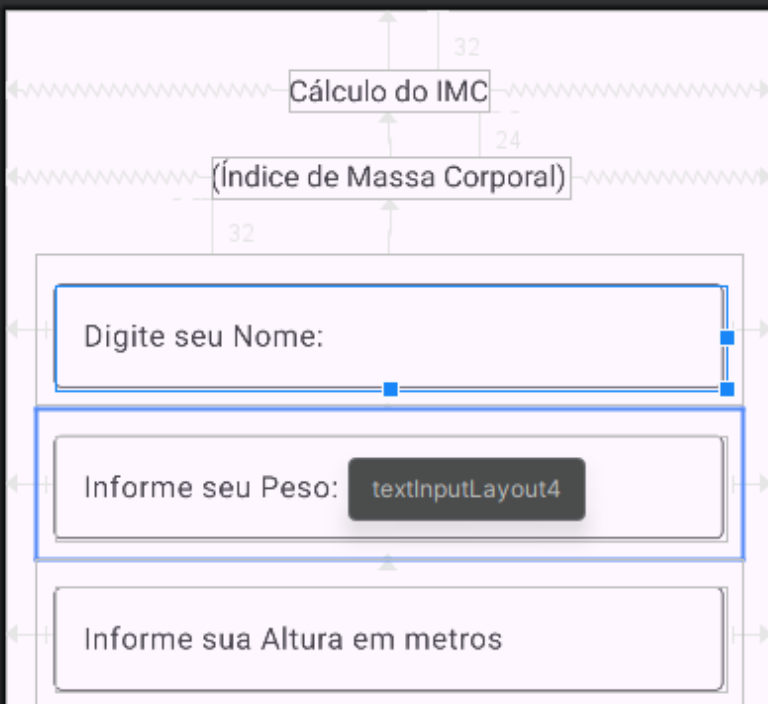 32
Cálculo do IMC
24
(Índice de Massa Corporal)
32
Digite seu Nome:
Informe seu Peso:
textInputLayout4
Informe sua Altura em metros